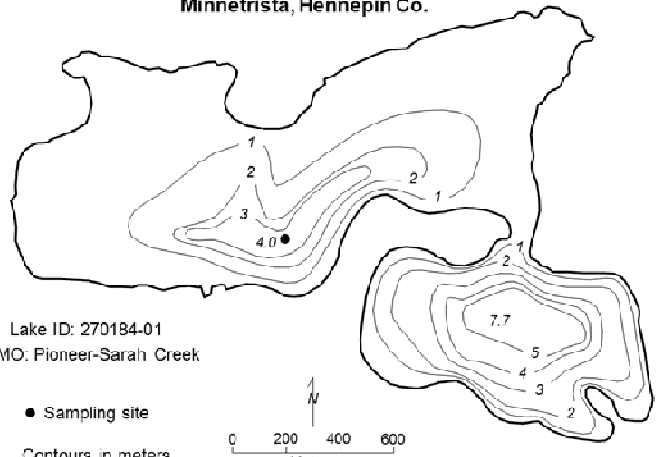 Minnetrista, Hennepin Co.
1
2
2
3
1
4.0
1
2
7.7
5
4
3
2
Lake ID: 270184-01
MO: Pioneer-Sarah Creek
N
● Sampling site
0 200 400 600
Contours in meters